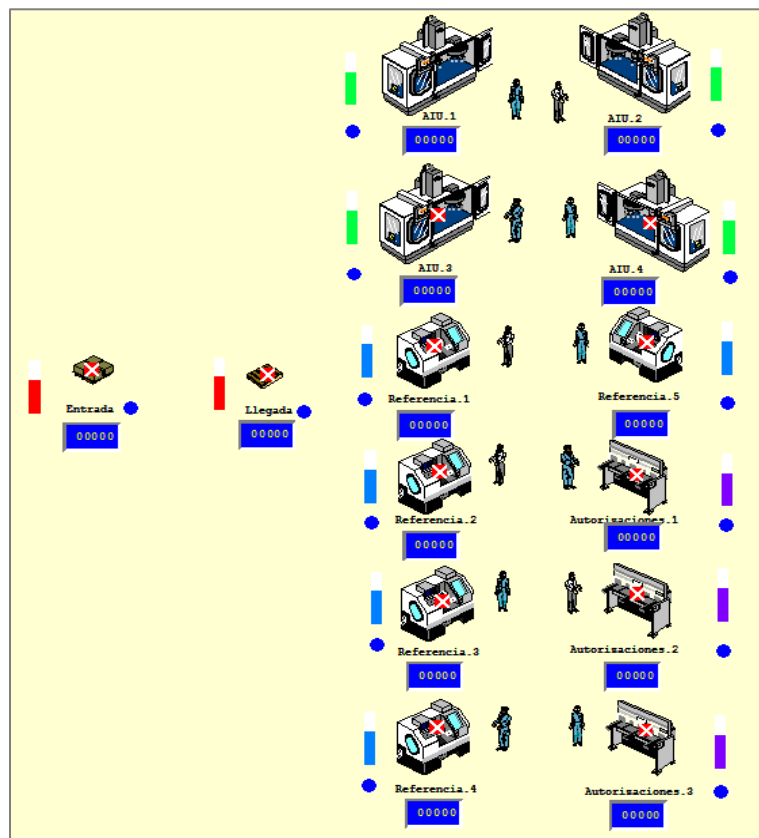 AIU.1
AIU.2
00000
00000
AIU.3
AIU.4
00000
00000
Entrada
Llegada
Referencia.1
Referencia.5
00000
00000
00000
00000
Referencia.2
Autorizaciones.1
00000
00000
Referencia.3
Autorizaciones.2
00000
00000
Referencia.4
Autorizaciones.3
00000
00000